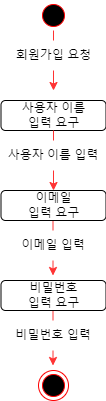 회원가입 요청
사용자 이름
입력 요구
사용자 이름 입력
이메일
입력 요구
이메일 입력
비밀번호
입력 요구
비밀번호 입력